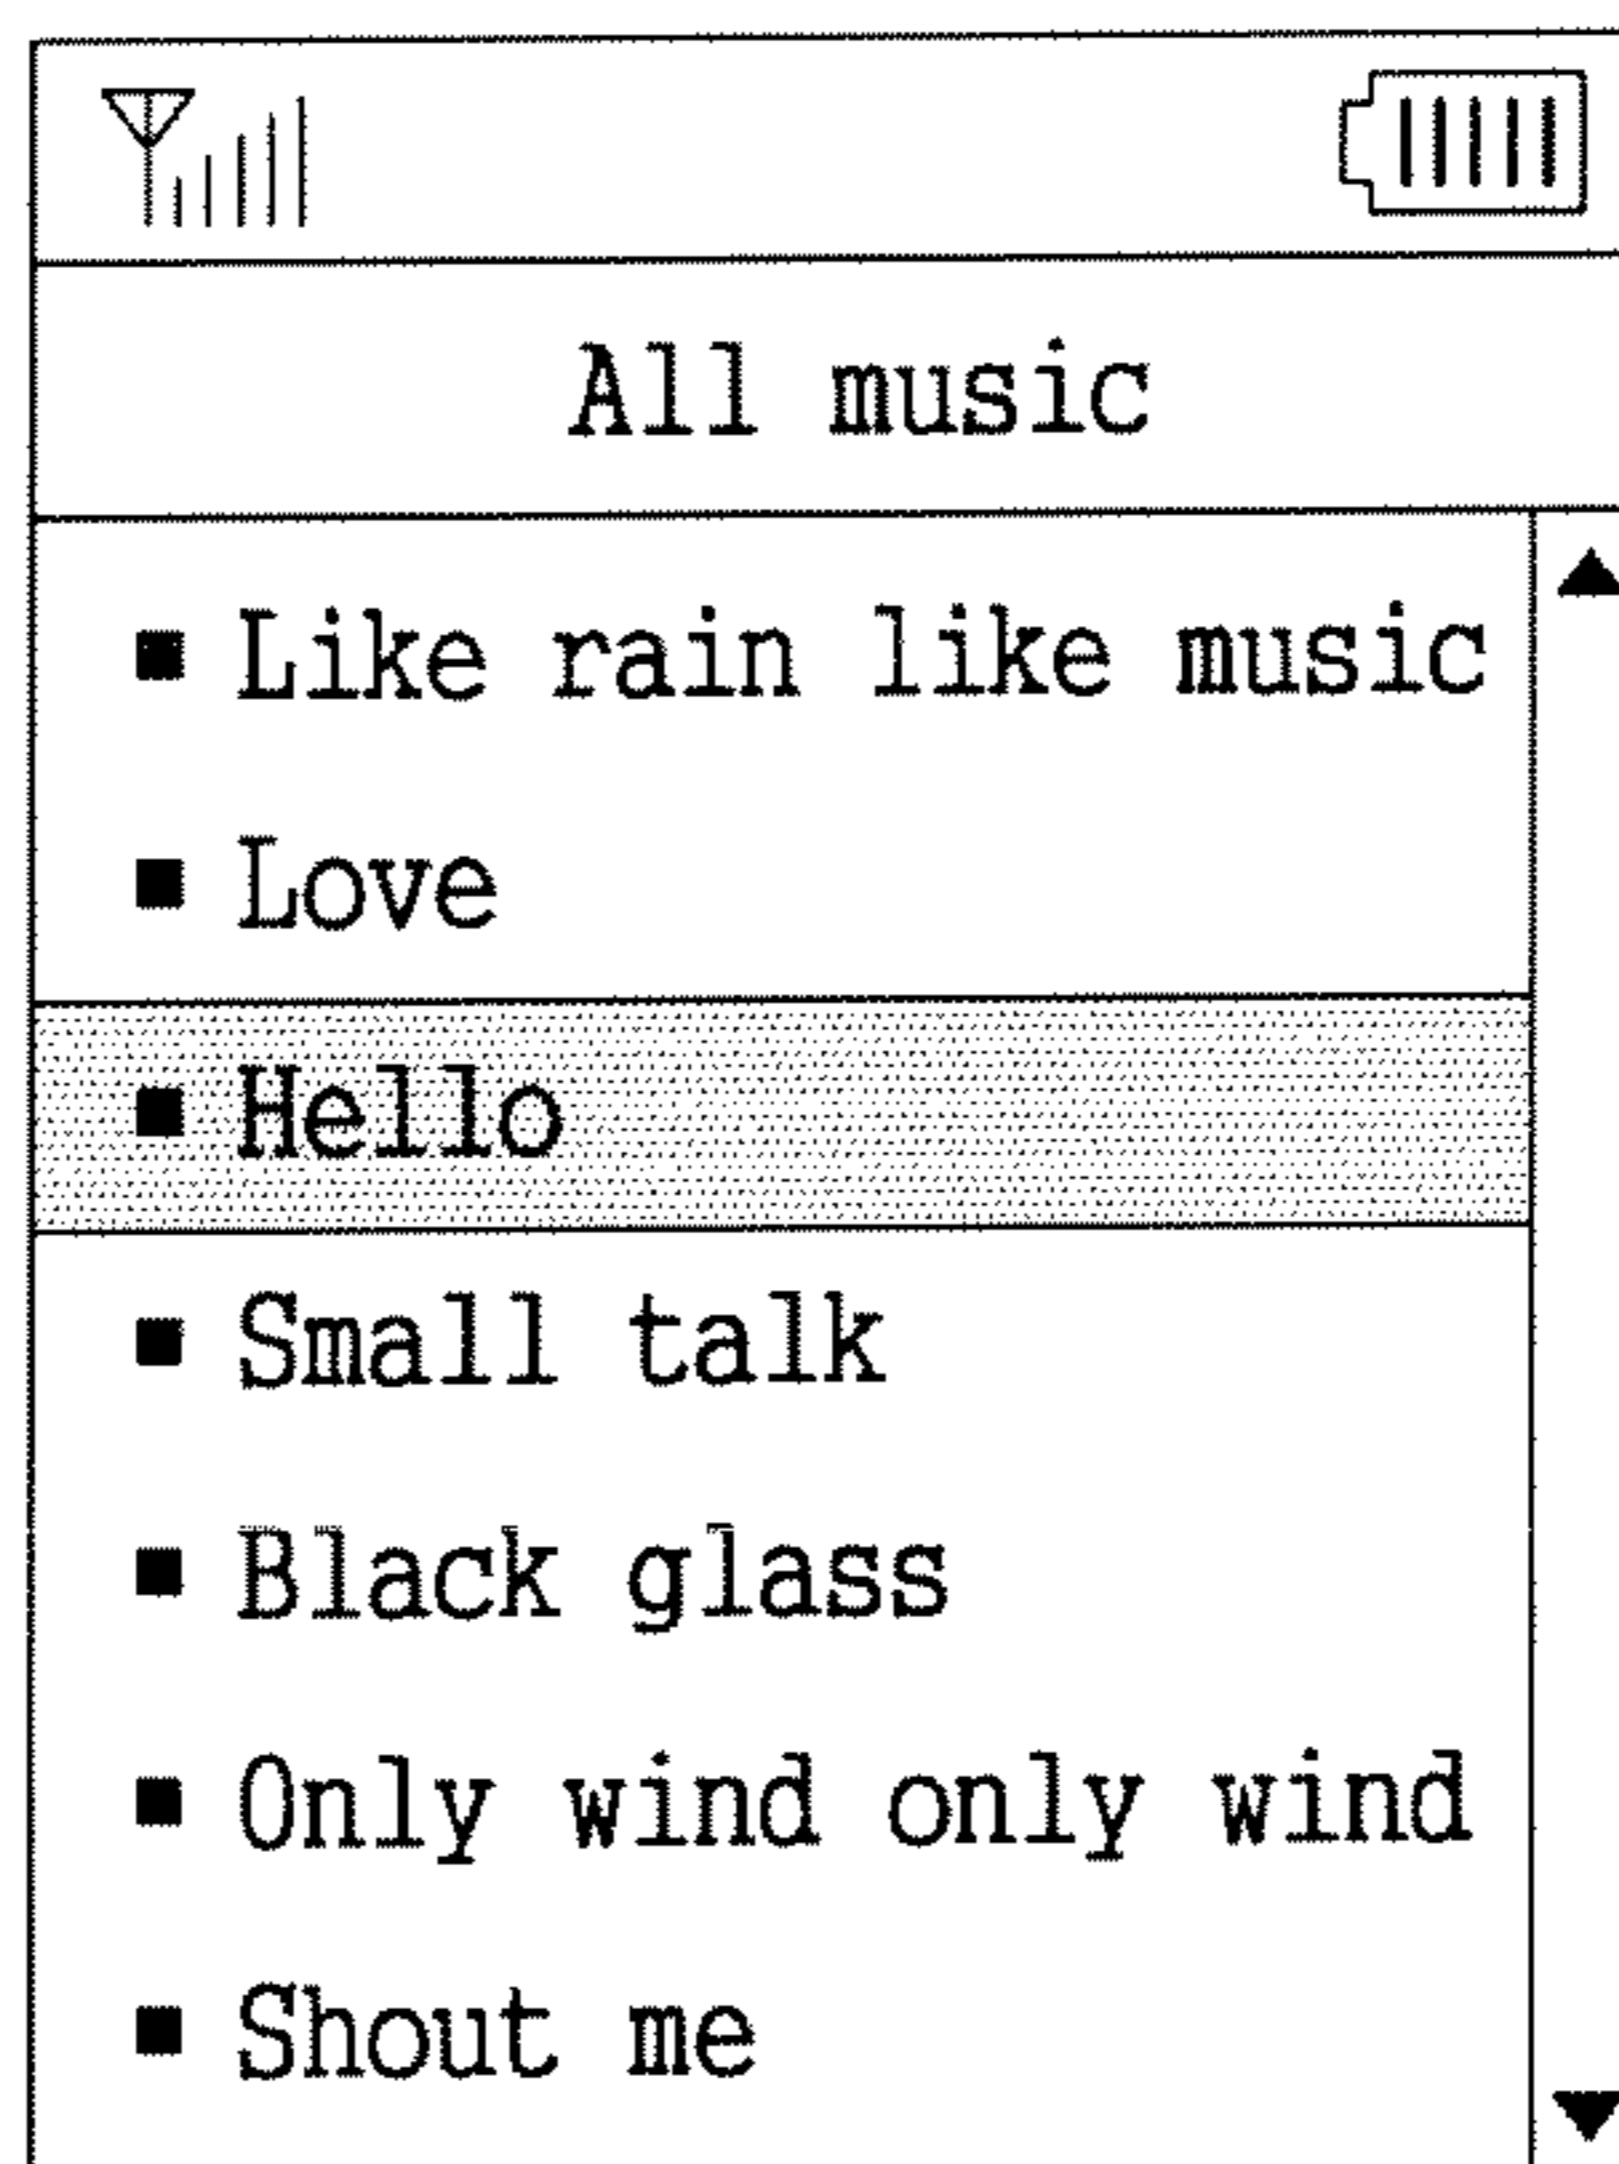 All music
▪ Like rain like music
▪ Love
▪ Hello
▪ Small talk
▪ Black glass
▪ Only wind only wind
▪ Shout me